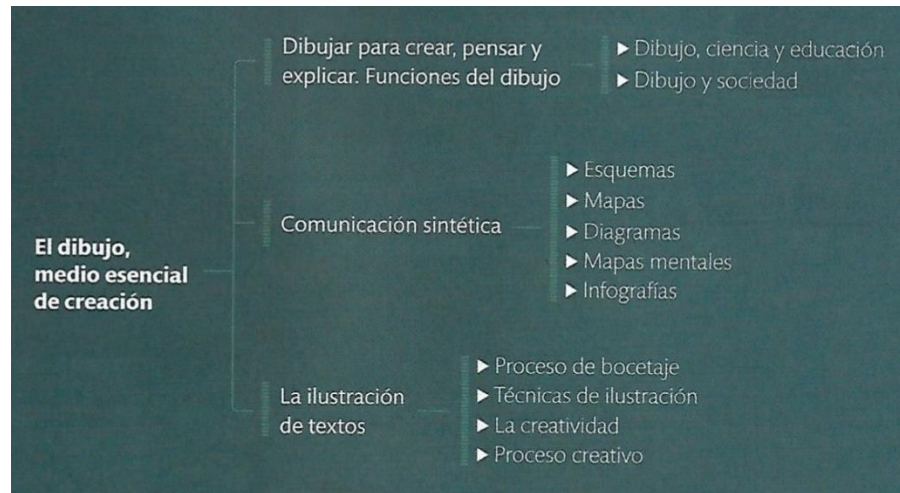 Dibujar para crear, pensar y
explicar. Funciones del dibujo
▶ Dibujo, ciencia y educación
▶ Dibujo y sociedad
El dibujo,
medio esencial
de creación
Comunicación sintética
▶ Esquemas
▶ Mapas
▶ Diagramas
▶ Mapas mentales
▶ Infografías
La ilustración
de textos
▶ Proceso de bocetaje
▶ Técnicas de ilustración
▶ La creatividad
▶ Proceso creativo